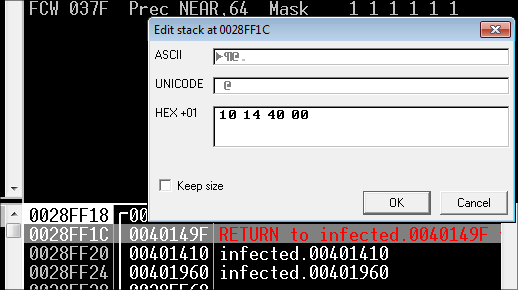 FCW 037F Prec NEAR,64 Mask 1 1 1 1 1 1
Edit stack at 0028FF1C
ASCII ▶¶@.
UNICODE @
HEX +01 10 14 40 00
Keep size
OK Cancel
0028FF18
0028FF1C 0040149F RETURN to infected.0040149F
0028FF20 00401410 infected.00401410
0028FF24 00401960 infected.00401960